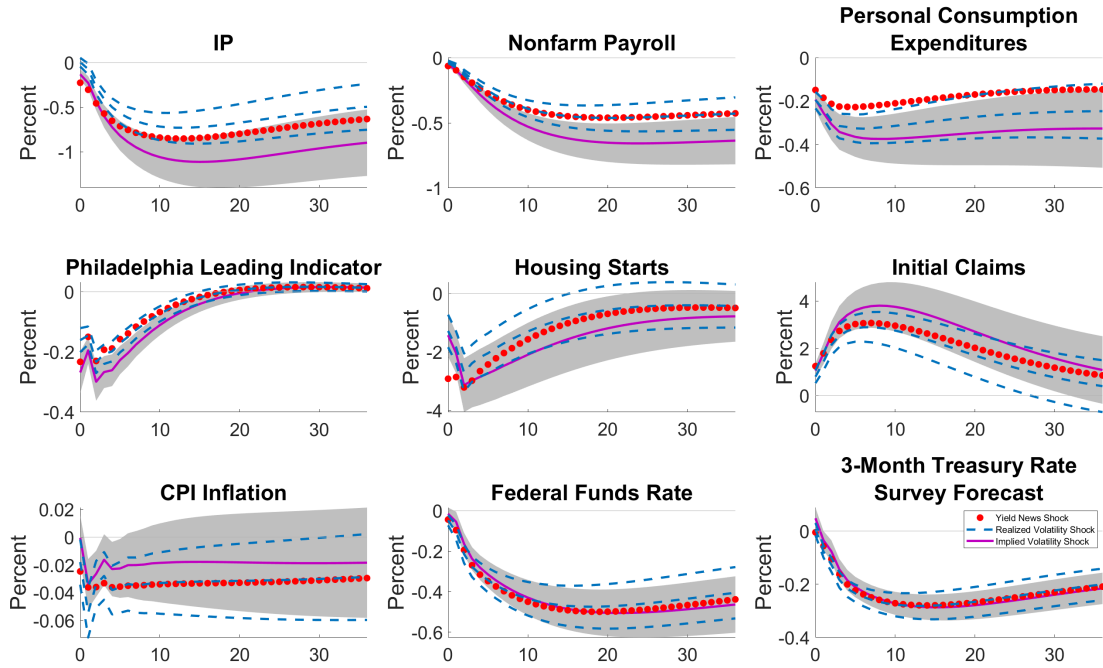 IP
Percent
0
-0.5
-1
0
10
20
30
Nonfarm Payroll
Percent
0
-0.5
-1
0
10
20
30
Personal Consumption
Expenditures
Percent
0
-0.2
-0.4
-0.6
0
10
20
30
Philadelphia Leading Indicator
Percent
0
-0.2
-0.4
0
10
20
30
Housing Starts
Percent
0
-2
-4
0
10
20
30
Initial Claims
Percent
4
2
0
0
10
20
30
CPI Inflation
Percent
0.02
0
-0.02
-0.04
-0.06
0
10
20
30
Federal Funds Rate
Percent
0
-0.2
-0.4
-0.6
0
10
20
30
3-Month Treasury Rate
Survey Forecast
Percent
0
-0.2
-0.4
0
10
20
30
Yield News Shock
Realized Volatility Shock
Implied Volatility Shock